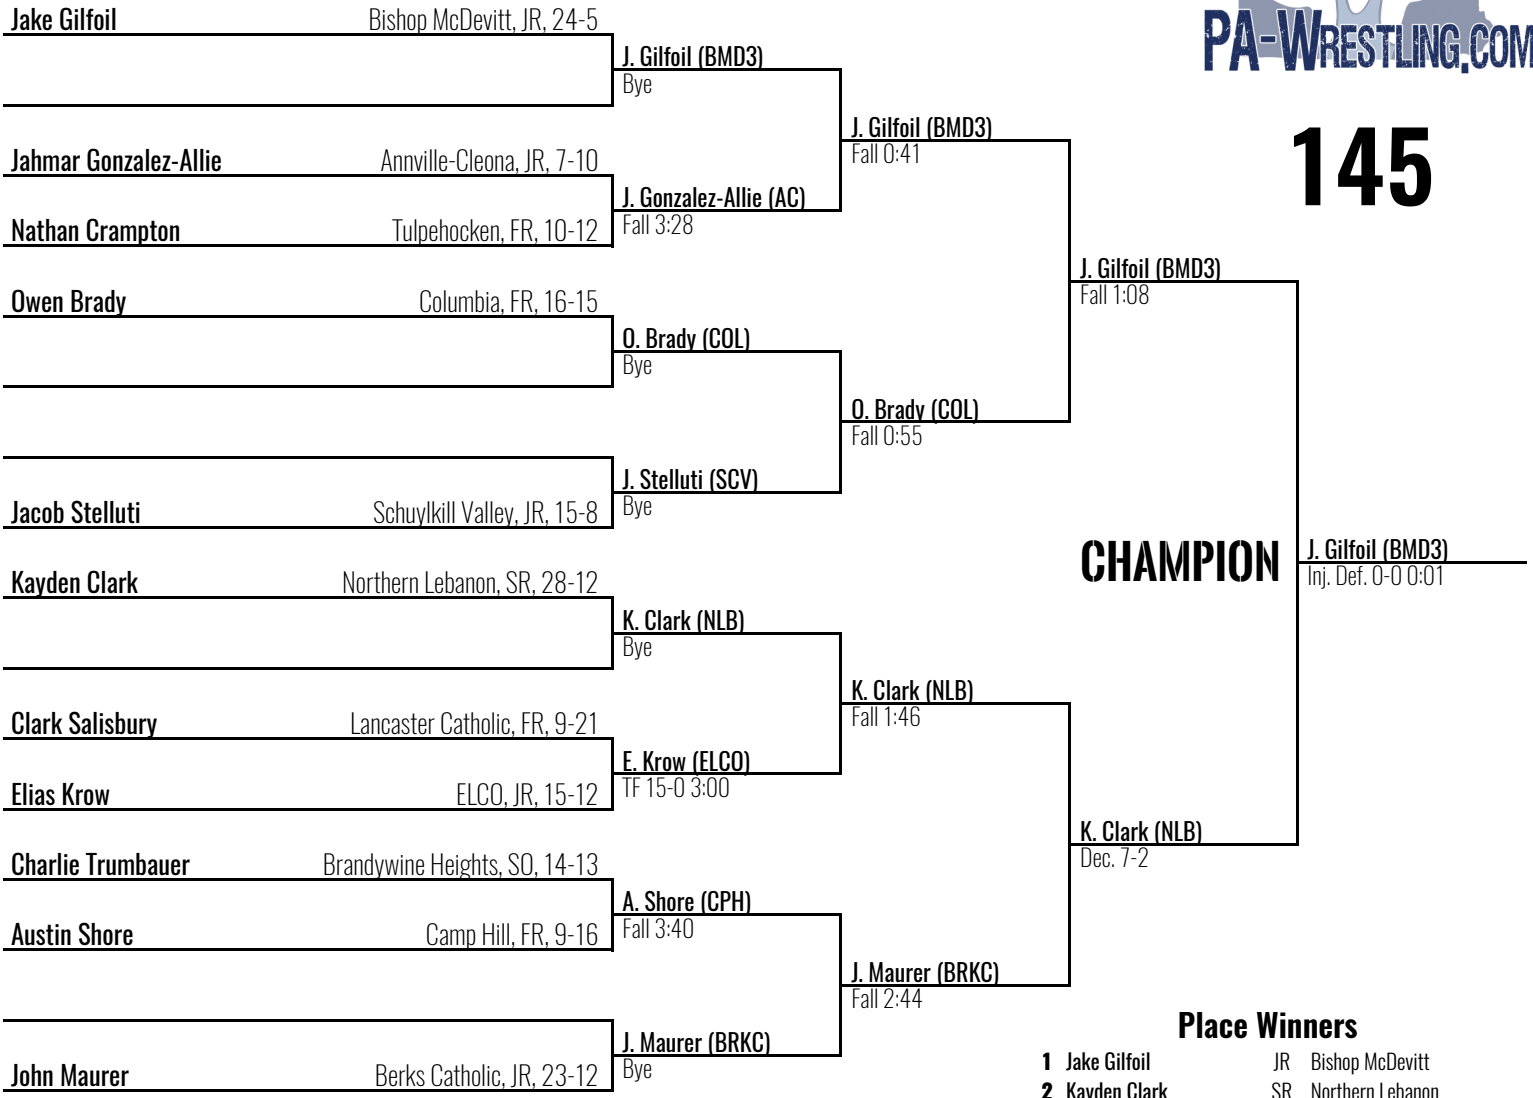 PA-WRESTLING.COM
145
Jake Gilfoil Bishop McDevitt, JR, 24-5
J. Gilfoil (BMD3)
Bye
Jahmar Gonzalez-Allie Annville-Cleona, JR, 7-10
Nathan Crampton Tulpehocken, FR, 10-12
J. Gonzalez-Allie (AC)
Fall 3:28
J. Gilfoil (BMD3)
Fall 0:41
Owen Brady Columbia, FR, 16-15
O. Brady (COL)
Bye
Jacob Stelluti Schuylkill Valley, JR, 15-8
J. Stelluti (SCV)
Bye
O. Brady (COL)
Fall 0:55
J. Gilfoil (BMD3)
Fall 1:08
Kayden Clark Northern Lebanon, SR, 28-12
K. Clark (NLB)
Bye
Clark Salisbury Lancaster Catholic, FR, 9-21
Elias Krow ELCO, JR, 15-12
E. Krow (ELCO)
TF 15-0 3:00
K. Clark (NLB)
Fall 1:46
Charlie Trumbauer Brandywine Heights, SO, 14-13
Austin Shore Camp Hill, FR, 9-16
A. Shore (CPH)
Fall 3:40
John Maurer Berks Catholic, JR, 23-12
J. Maurer (BRKC)
Bye
J. Maurer (BRKC)
Fall 2:44
K. Clark (NLB)
Dec. 7-2
CHAMPION
J. Gilfoil (BMD3)
Inj. Def. 0-0 0:01
Place Winners
1 Jake Gilfoil JR Bishop McDevitt
2 Kayden Clark SR Northern Lebanon